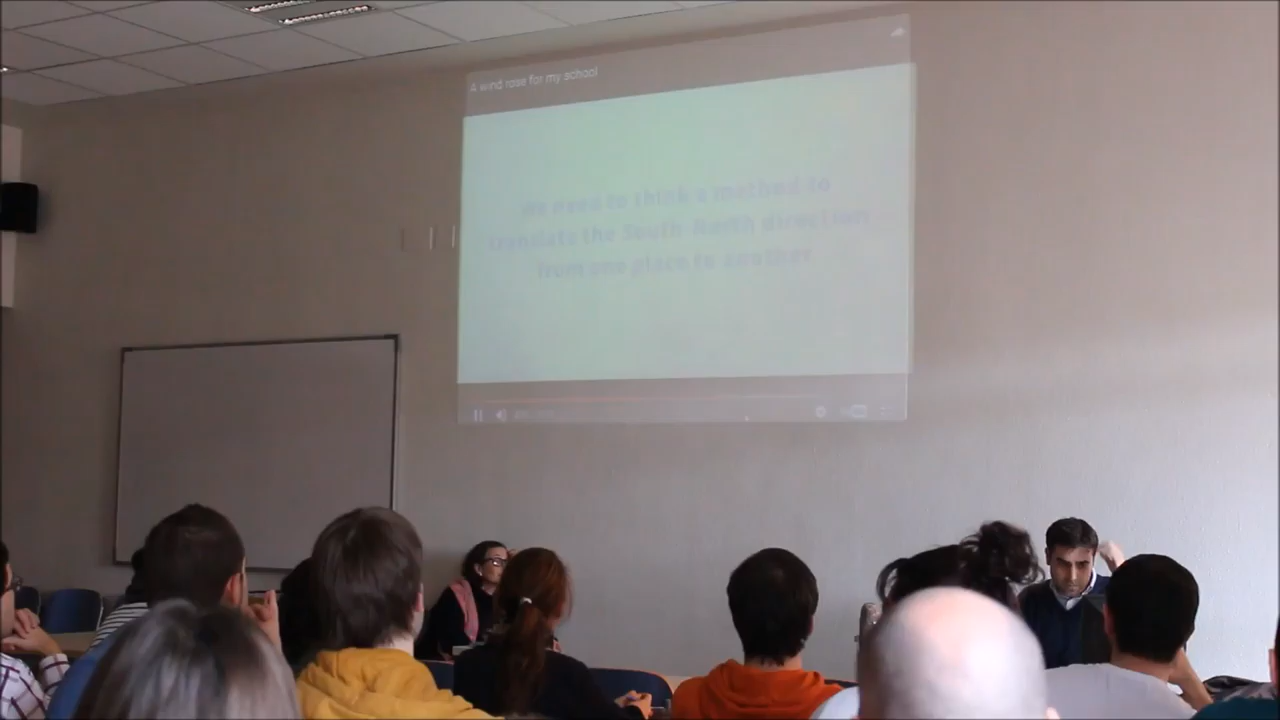 A wind rose for my school
We need to think a method to
translate the South-North direction
from one place to another